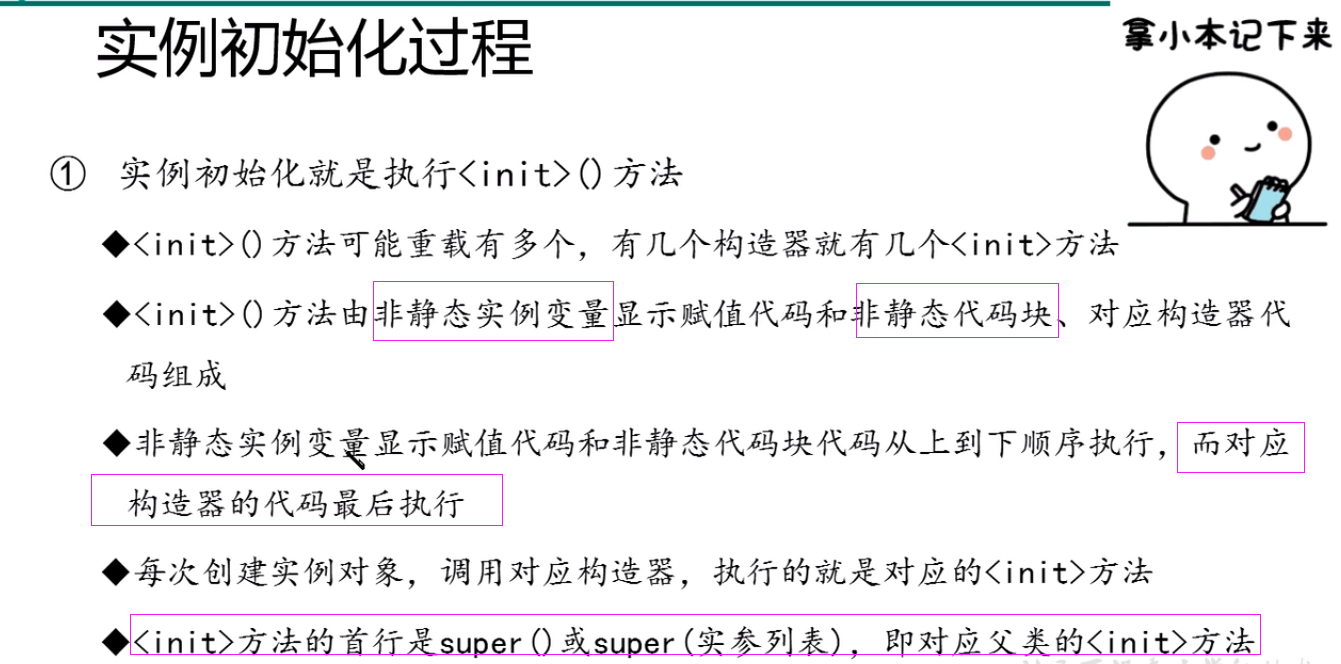 实例初始化过程
拿小本记下来
① 实例初始化就是执行<init>()方法
◆<init>()方法可能重载有多个，有几个构造器就有几个<init>方法
◆<init>()方法由非静态实例变量显示赋值代码和非静态代码块、对应构造器代
码组成
◆非静态实例变量显示赋值代码和非静态代码块代码从上到下顺序执行，而对应
构造器的代码最后执行
◆每次创建实例对象，调用对应构造器，执行的就是对应的<init>方法
◆<init>方法的首行是super()或super(实参列表)，即对应父类的<init>方法